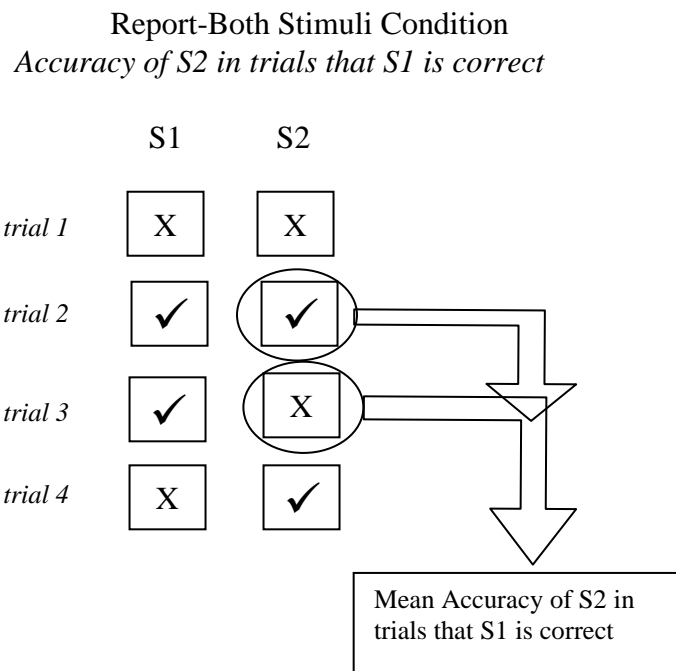 Report-Both Stimuli Condition
Accuracy of S2 in trials that S1 is correct
S1 S2
trial 1 X X
trial 2 ✓ ✓
trial 3 ✓ X
trial 4 X ✓
Mean Accuracy of S2 in
trials that S1 is correct